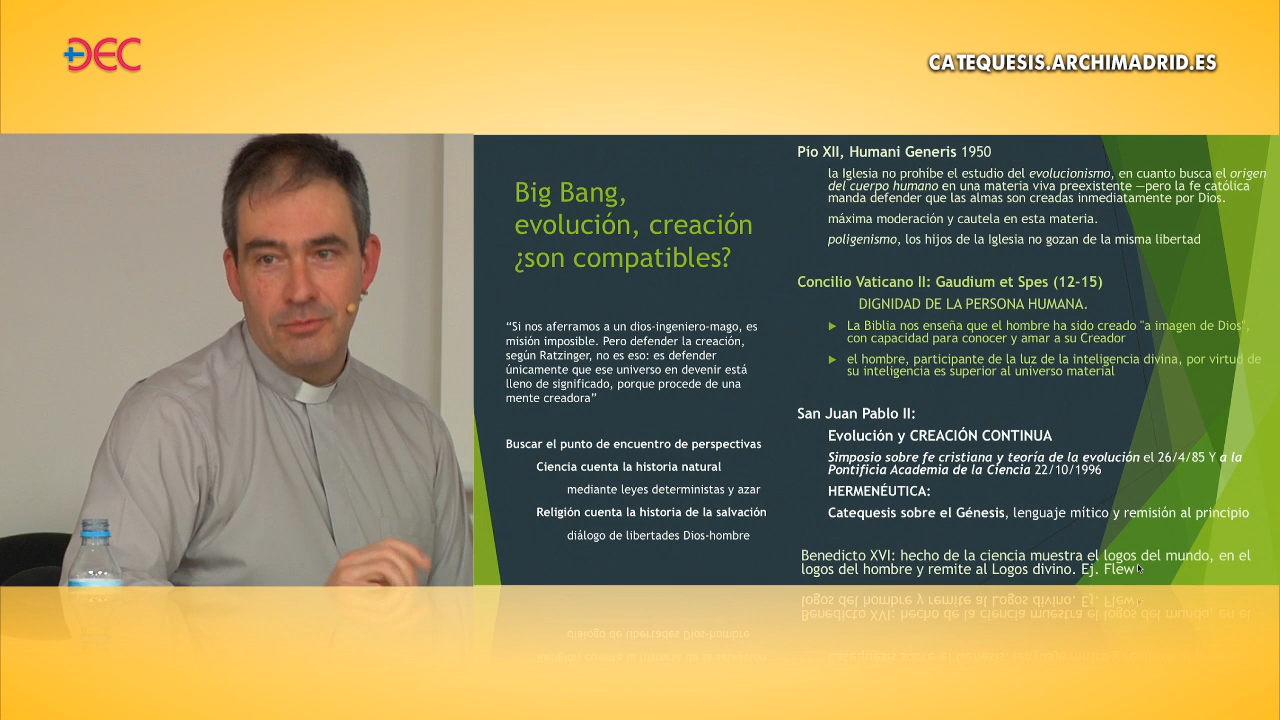 DEC
CATEQUESIS.ARCHIMADRID.ES
Big Bang,
evolución, creación
¿son compatibles?
“Si nos aferramos a un dios-ingeniero-mago, es
misión imposible. Pero defender la creación,
según Ratzinger, no es eso: es defender
únicamente que ese universo en devenir está
lleno de significado, porque procede de una
mente creadora”
Buscar el punto de encuentro de perspectivas
Ciencia cuenta la historia natural
mediante leyes deterministas y azar
Religión cuenta la historia de la salvación
diálogo de libertades Dios-hombre
Pío XII, Humani Generis 1950
la Iglesia no prohíbe el estudio del evolucionismo, en cuanto busca el origen
del cuerpo humano en una materia viva preexistente —pero la fe católica
manda defender que las almas son creadas inmediatamente por Dios.
máxima moderación y cautela en esta materia.
poligenismo, los hijos de la Iglesia no gozan de la misma libertad
Concilio Vaticano II: Gaudium et Spes (12-15)
DIGNIDAD DE LA PERSONA HUMANA.
La Biblia nos enseña que el hombre ha sido creado "a imagen de Dios",
con capacidad para conocer y amar a su Creador
el hombre, participante de la luz de la inteligencia divina, por virtud de
su inteligencia es superior al universo material
San Juan Pablo II:
Evolución y CREACIÓN CONTINUA
Simposio sobre fe cristiana y teoría de la evolución el 26/4/85 Y a la
Pontificia Academia de la Ciencia 22/10/1996
HERMENÉUTICA:
Catequesis sobre el Génesis, lenguaje mítico y remisión al principio
Benedicto XVI: hecho de la ciencia muestra el logos del mundo, en el
logos del hombre y remite al Logos divino. Ej. Flew